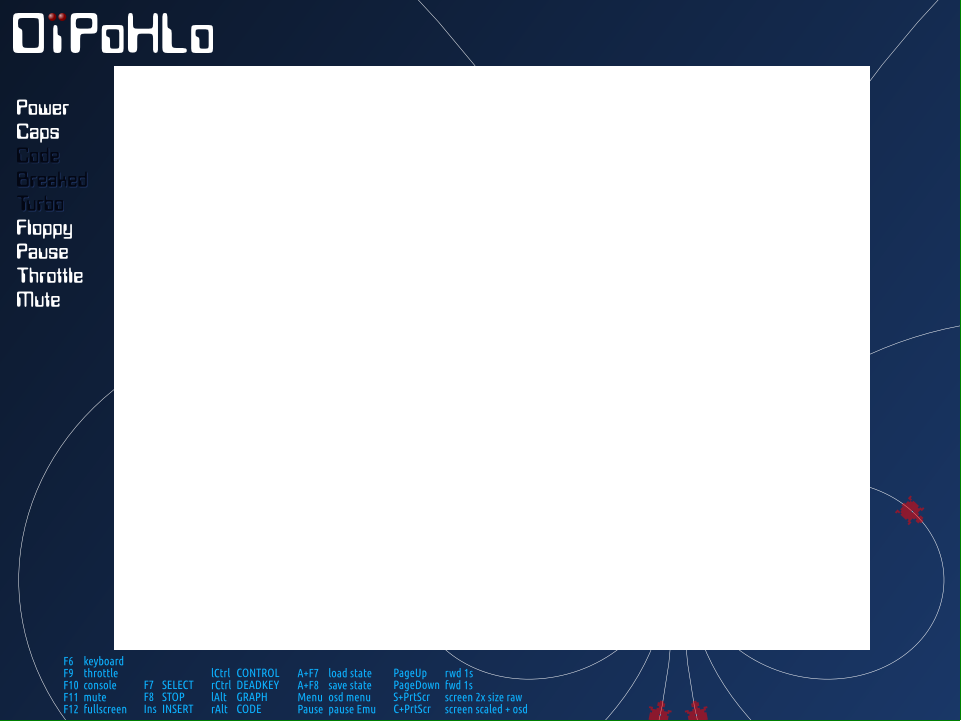 OïPoHLo
Power
Caps
Code
Breaked
Turbo
Floppy
Pause
Throttle
Mute
F6 keyboard
F9 throttle lCtrl CONTROL A+F7 load state PageUp rwd 1s
F10 console F7 SELECT rCtrl DEADKEY A+F8 save state PageDown fwd 1s
F11 mute F8 STOP lAlt GRAPH Menu osd menu S+PrtScr screen 2x size raw
F12 fullscreen Ins INSERT rAlt CODE Pause pause Emu C+PrtScr screen scaled + osd